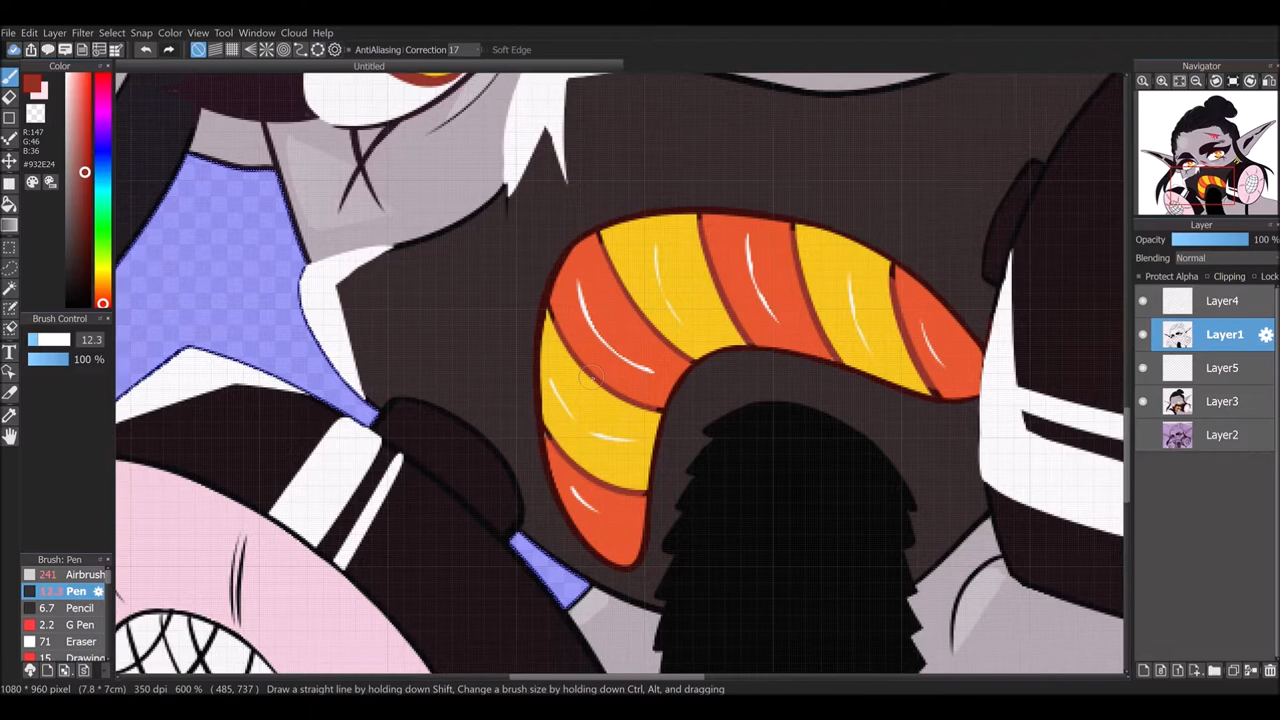 File Edit Layer Filter Select Snap Color View Tool Window Cloud Help
AntiAliasing Correction 17 Soft Edge
Color
Untitled
Navigator
R:147
G:46
B:36
#932E24
Layer
Opacity 100 %
Blending Normal
Protect Alpha Clipping Lock
Layer4
Layer1
Layer5
Layer3
Layer2
Brush Control
12.3
100 %
Brush: Pen
241 Airbrush
12.3 Pen
6.7 Pencil
2.2 G Pen
71 Eraser
15 Drawing
1080 * 960 pixel (7.8 * 7cm) 350 dpi 600 % ( 485, 737 ) Draw a straight line by holding down Shift, Change a brush size by holding down Ctrl, Alt, and dragging